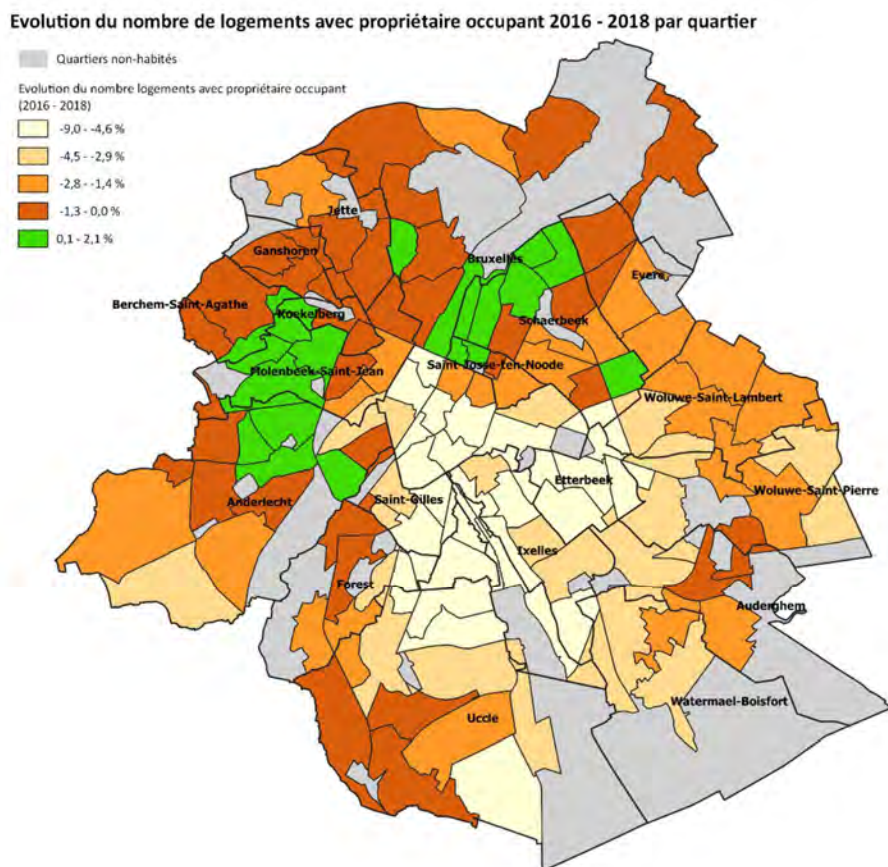 Evolution du nombre de logements avec propriétaire occupant 2016 - 2018 par quartier
Quartiers non-habités
Evolution du nombre logements avec propriétaire occupant
(2016 - 2018)
-9,0 - -4,6 %
-4,5 - -2,9 %
-2,8 - -1,4 %
-1,3 - 0,0 %
0,1 - 2,1 %
Jette
Ganshoren
Bruxelles
Evere
Berchem-Saint-Agathe
Koekelberg
Schaerbeek
Molenbeek-Saint-Jean
Saint-Josse-ten-Noode
Woluwe-Saint-Lambert
Etterbeek
Woluwe-Saint-Pierre
Anderlecht
Saint-Gilles
Ixelles
Forest
Auderghem
Watermael-Boisfort
Uccle